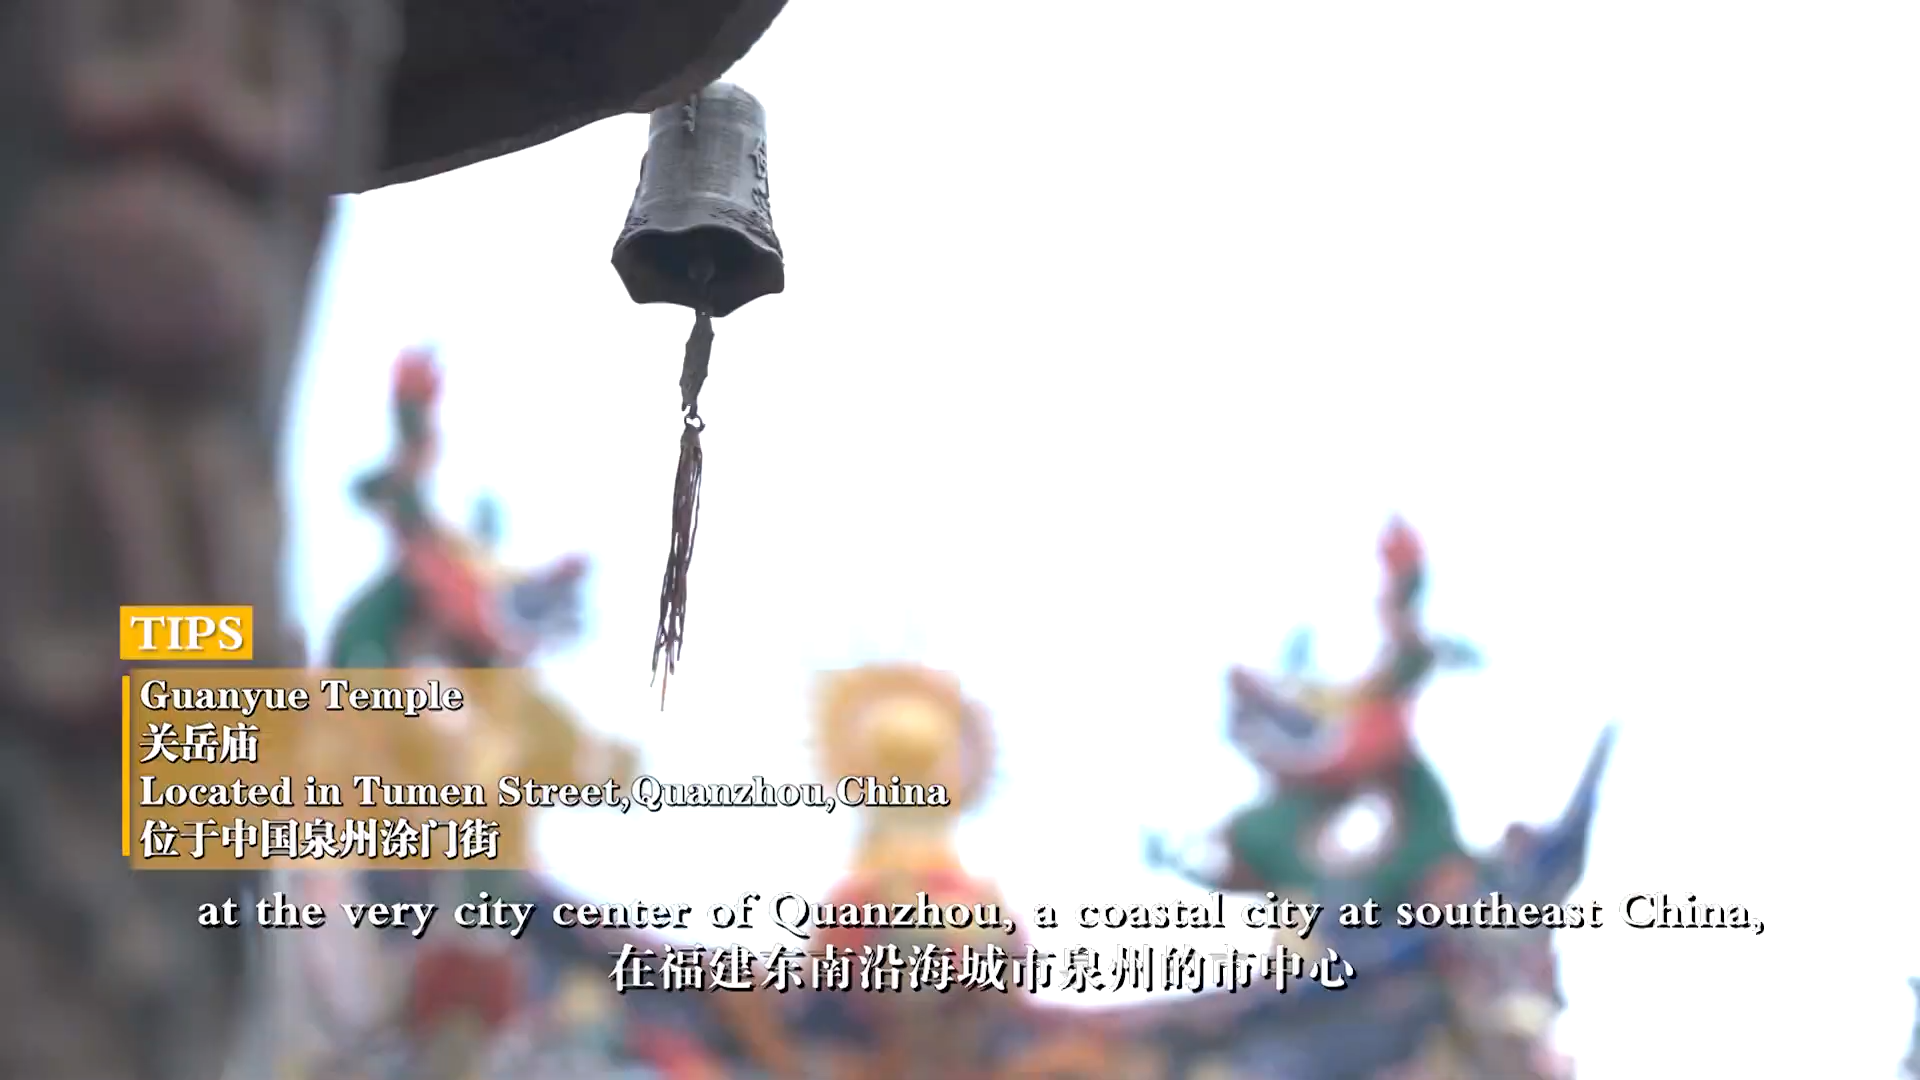 TIPS
Guanyue Temple
关岳庙
Located in Tumen Street,Quanzhou,China
位于中国泉州涂门街
at the very city center of Quanzhou, a coastal city at southeast China,
在福建东南沿海城市泉州的市中心